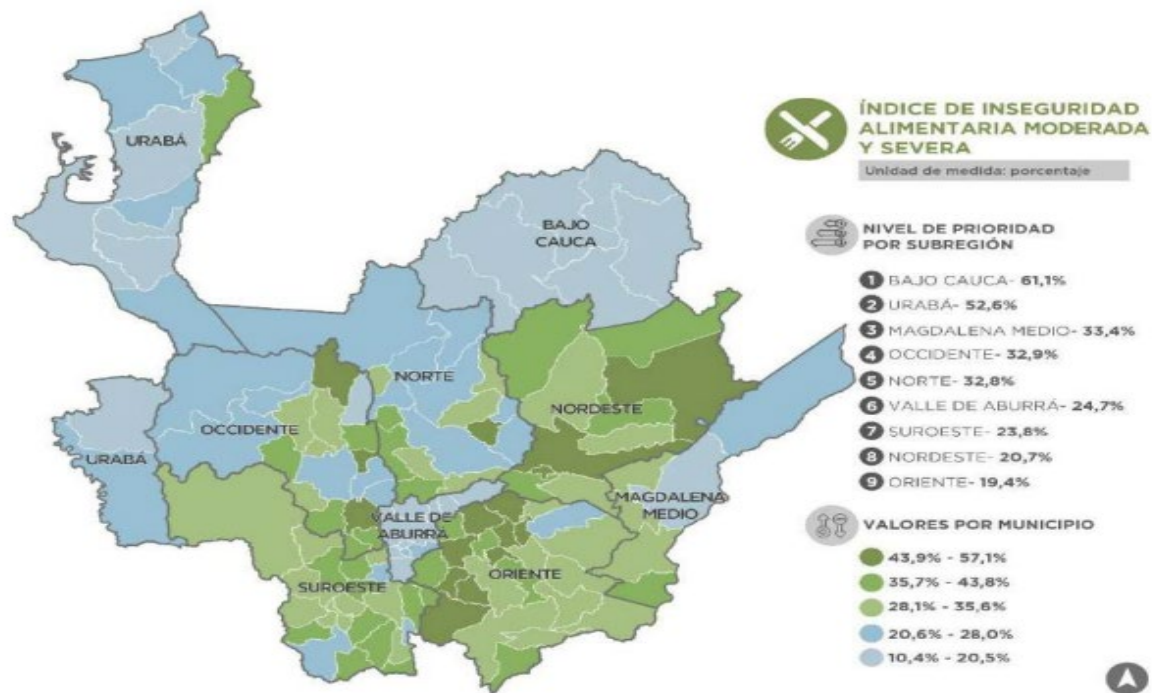 URABÁ
BAJO
CAUCA
NORTE
OCCIDENTE
NORDESTE
URABÁ
MAGDALENA
MEDIO
VALLE DE
ABURRÁ
SUROESTE
ORIENTE
ÍNDICE DE INSEGURIDAD
ALIMENTARIA MODERADA
Y SEVERA
Unidad de medida: porcentaje
NIVEL DE PRIORIDAD
POR SUBREGIÓN
1 BAJO CAUCA- 61,1%
2 URABÁ- 52,6%
3 MAGDALENA MEDIO- 33,4%
4 OCCIDENTE- 32,9%
5 NORTE- 32,8%
6 VALLE DE ABURRÁ- 24,7%
7 SUROESTE- 23,8%
8 NORDESTE- 20,7%
9 ORIENTE- 19,4%
VALORES POR MUNICIPIO
43,9% - 57,1%
35,7% - 43,8%
28,1% - 35,6%
20,6% - 28,0%
10,4% - 20,5%